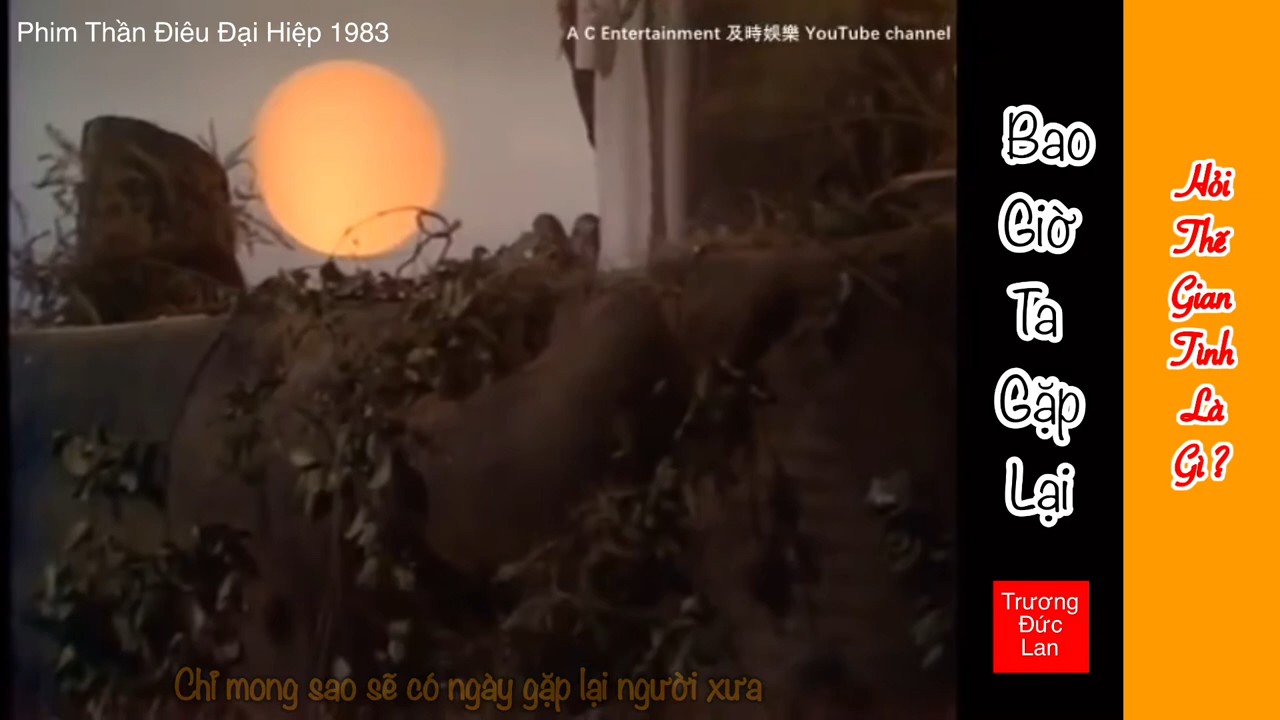 Phim Thần Điêu Đại Hiệp 1983
A C Entertainment 及時娛樂 YouTube channel
Bao
Giờ
Ta
Gặp
Lại
Hỏi
Thế
Gian
Tình
Là
Gì ?
Trương
Đức
Lan
Chỉ mong sao sẽ có ngày gặp lại người xưa